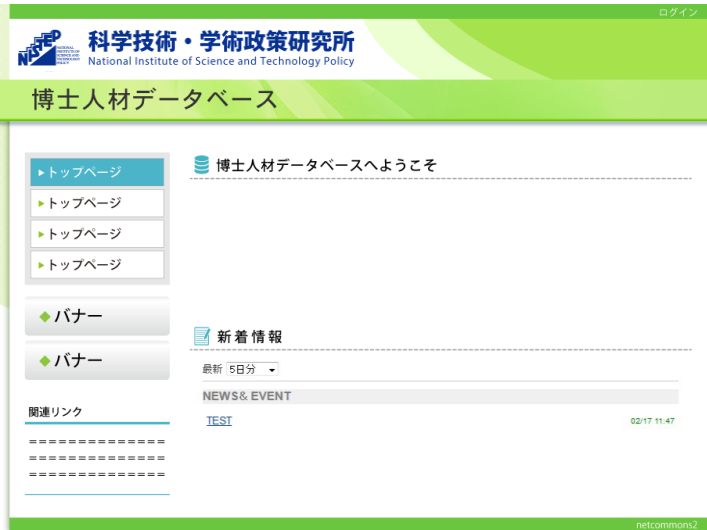 ログイン
NISTEP
科学技術・学術政策研究所
National Institute of Science and Technology Policy
博士人材データベース
トップページ
トップページ
トップページ
トップページ
バナー
バナー
関連リンク
==============
==============
==============
博士人材データベースへようこそ
新着情報
最新 5日分
NEWS& EVENT
TEST 02/17 11:47
netcommons2